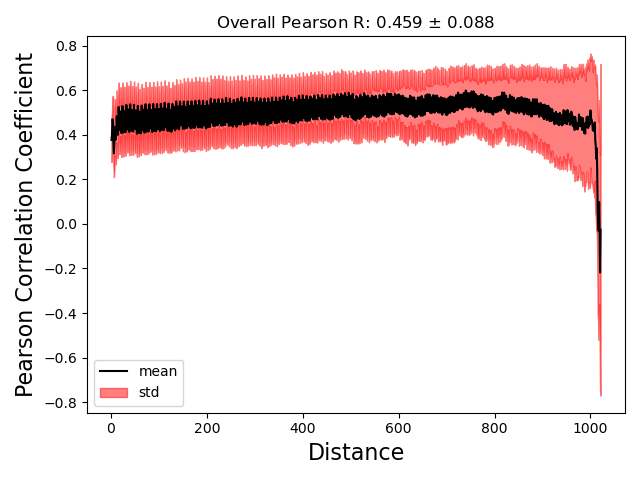 Overall Pearson R: 0.459 ± 0.088
Pearson Correlation Coefficient
0.8
0.6
0.4
0.2
0.0
−0.2
−0.4
−0.6
−0.8
mean
std
0 200 400 600 800 1000
Distance